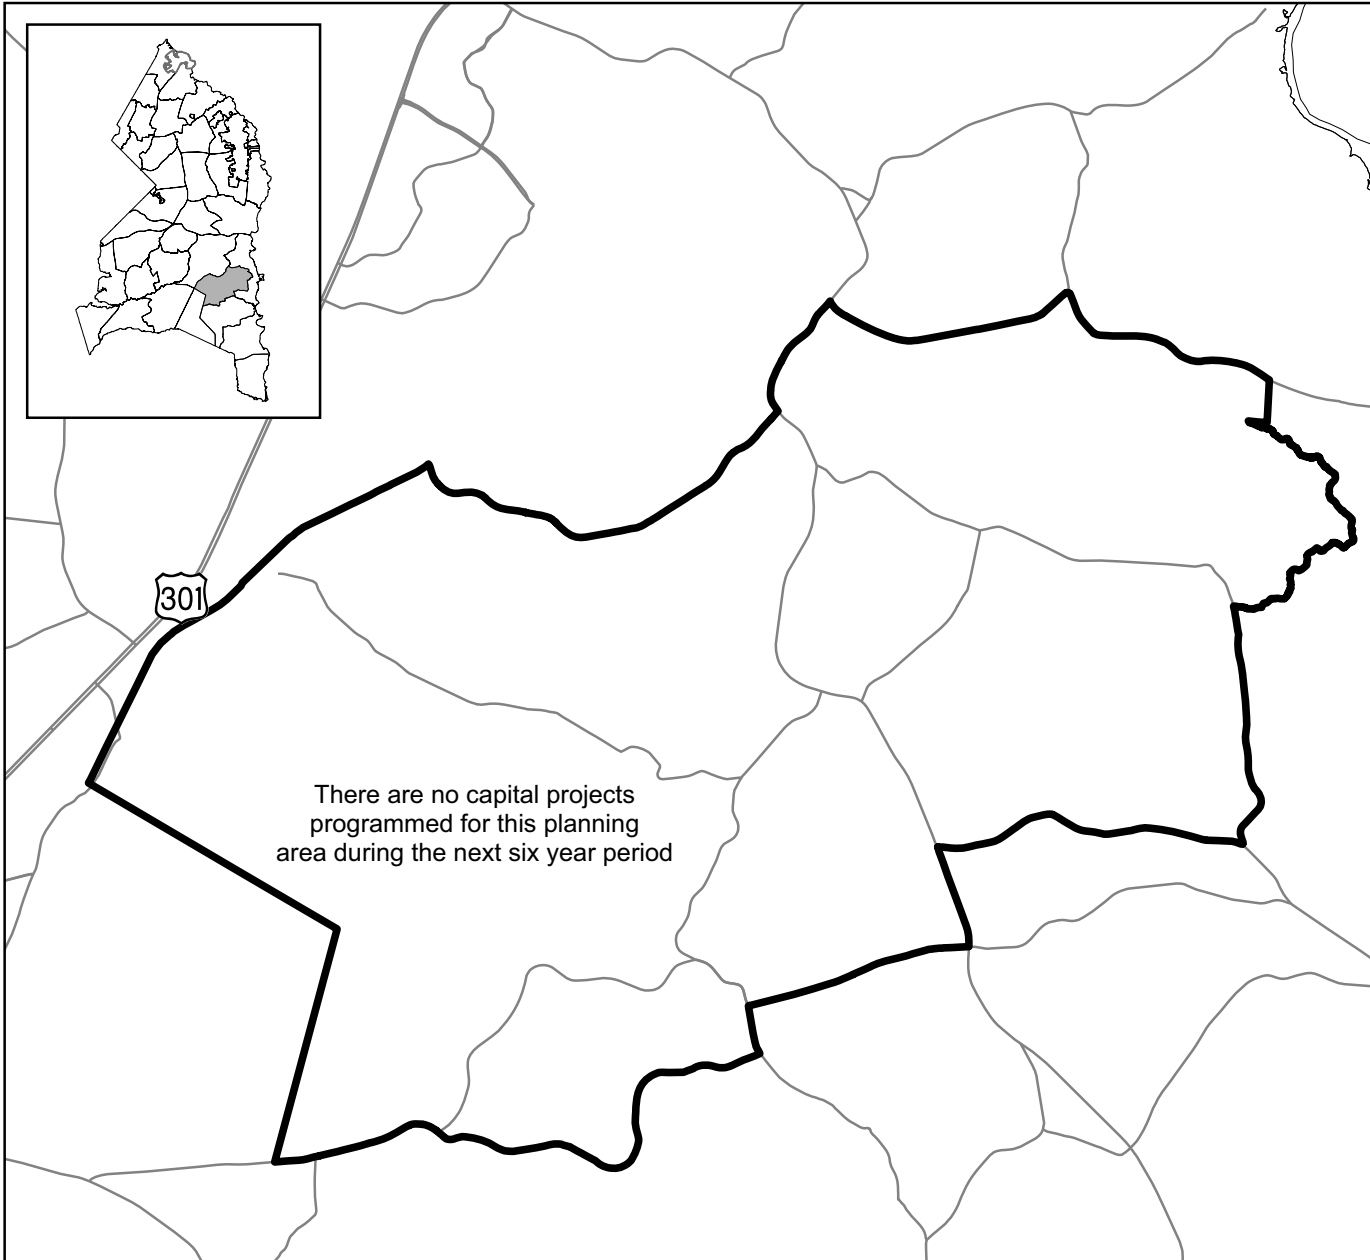 301
There are no capital projects
programmed for this planning
area during the next six year period